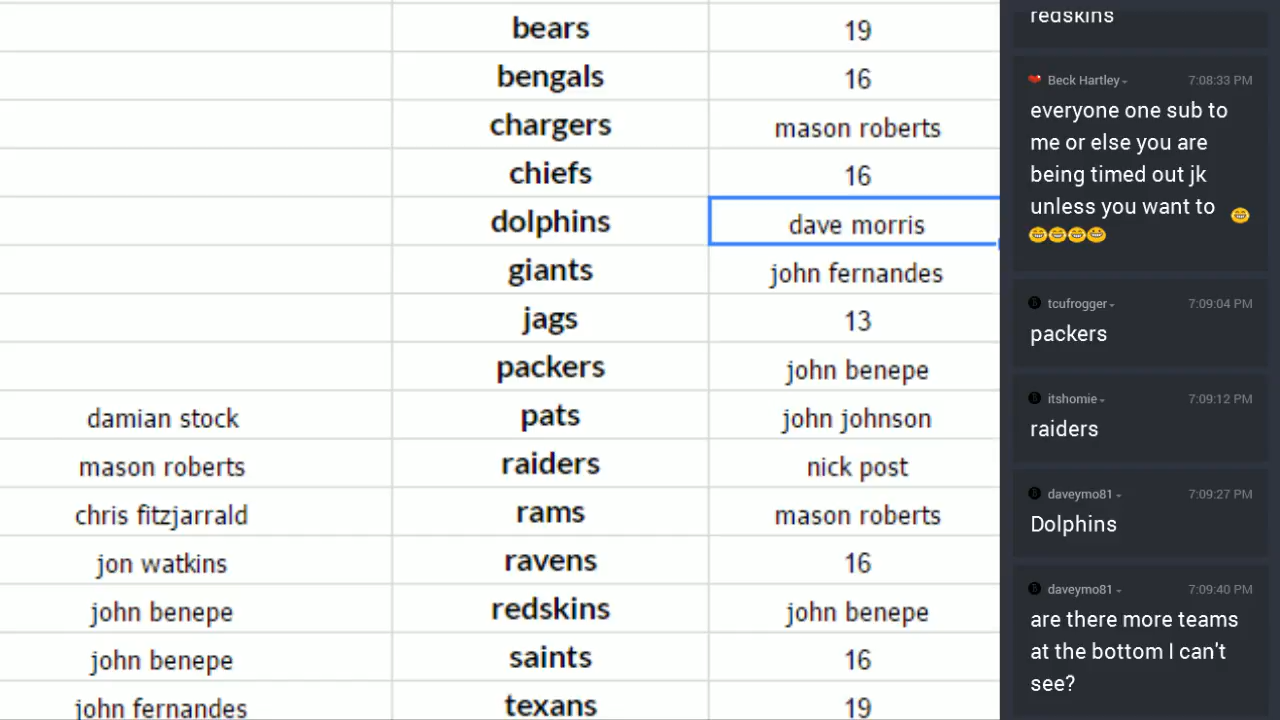 bears 19
bengals 16
chargers mason roberts
chiefs 16
dolphins dave morris
giants john fernandes
jags 13
packers john benepe
damian stock pats john johnson
mason roberts raiders nick post
chris fitzjarrald rams mason roberts
jon watkins ravens 16
john benepe redskins john benepe
john benepe saints 16
john fernandes texans 19
redskins
Beck Hartley 7:08:33 PM
everyone one sub to
me or else you are
being timed out jk
unless you want to 😂
😂😂😂😂
tcufrogger 7:09:04 PM
packers
itshomie 7:09:12 PM
raiders
daveymo81 7:09:27 PM
Dolphins
daveymo81 7:09:40 PM
are there more teams
at the bottom I can't
see?